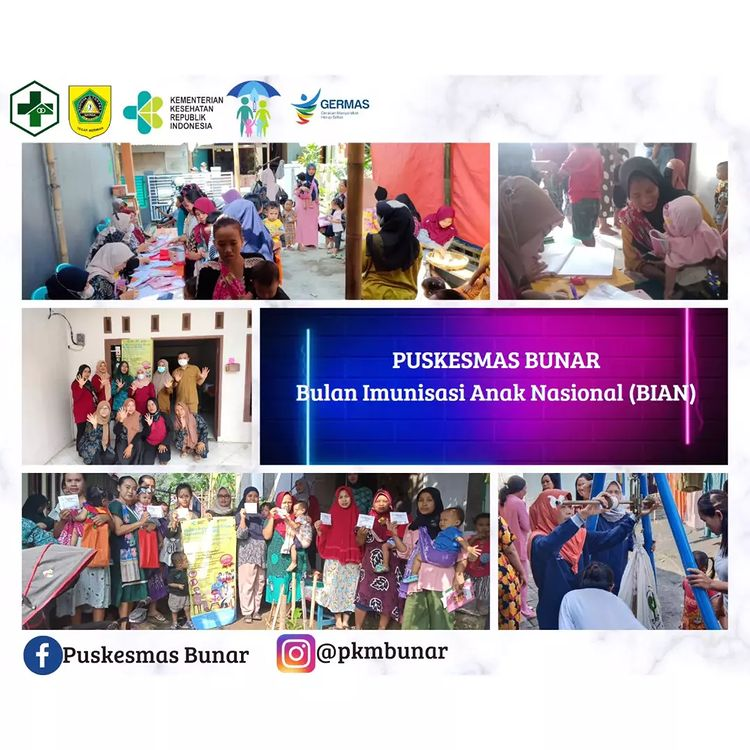 KEMENTERIAN
KESEHATAN
REPUBLIK
INDONESIA
GERMAS
PUSKESMAS BUNAR
Bulan Imunisasi Anak Nasional (BIAN)
Puskesmas Bunar
@pkmbunar